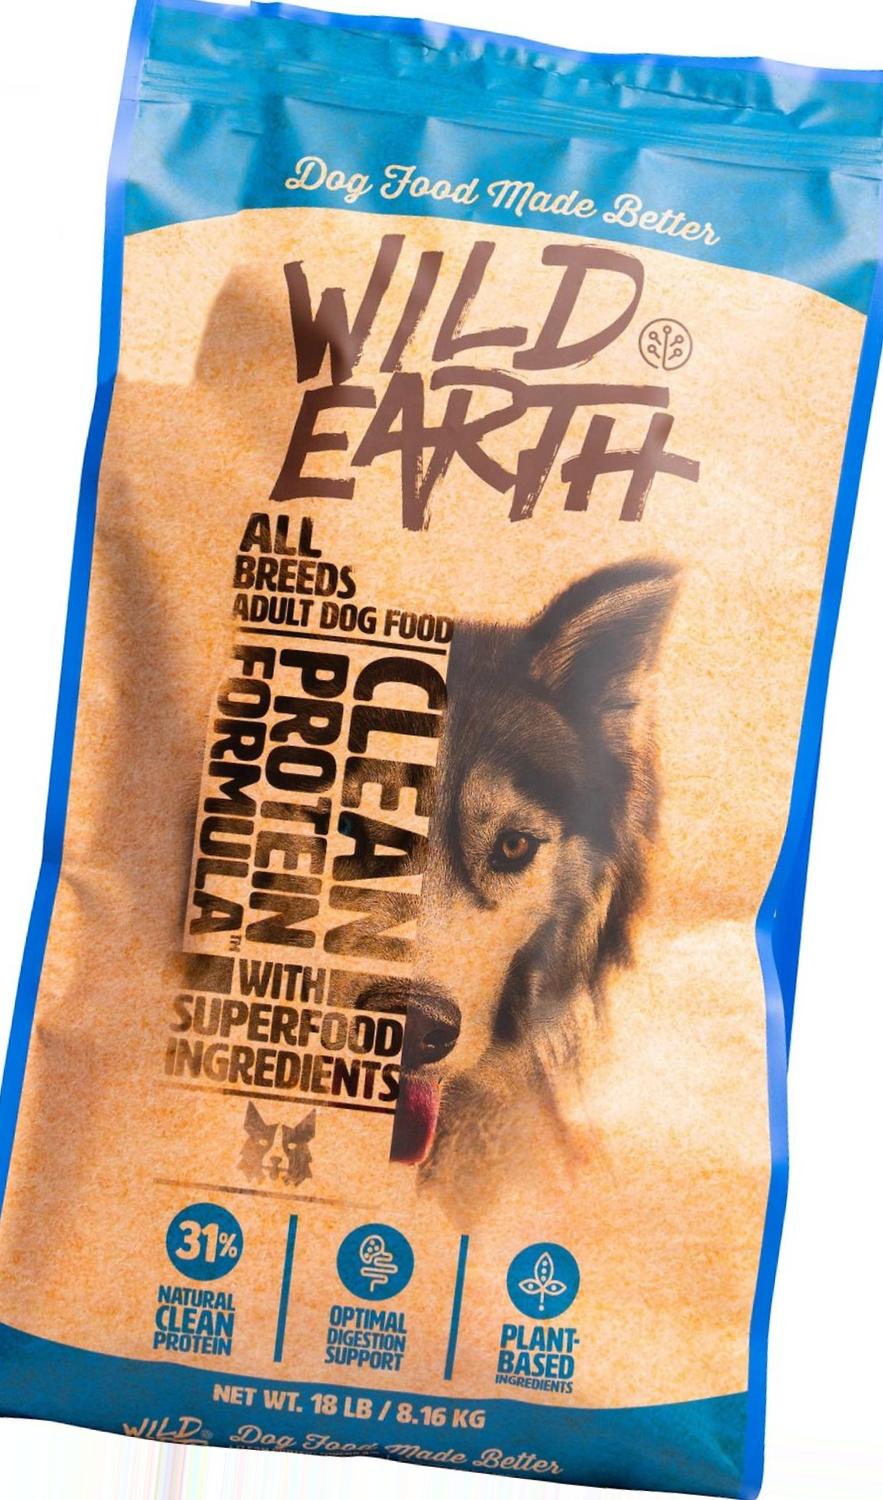 Dog Food Made Better
WILD
EARTH
ALL
BREEDS
ADULT DOG FOOD
CLEAN
PROTEIN
FORMULA™
WITH
SUPERFOOD
INGREDIENTS
31%
NATURAL
CLEAN
PROTEIN
OPTIMAL
DIGESTION
SUPPORT
PLANT-
BASED
INGREDIENTS
NET WT. 18 LB / 8.16 KG
WILD
Dog Food Made Better